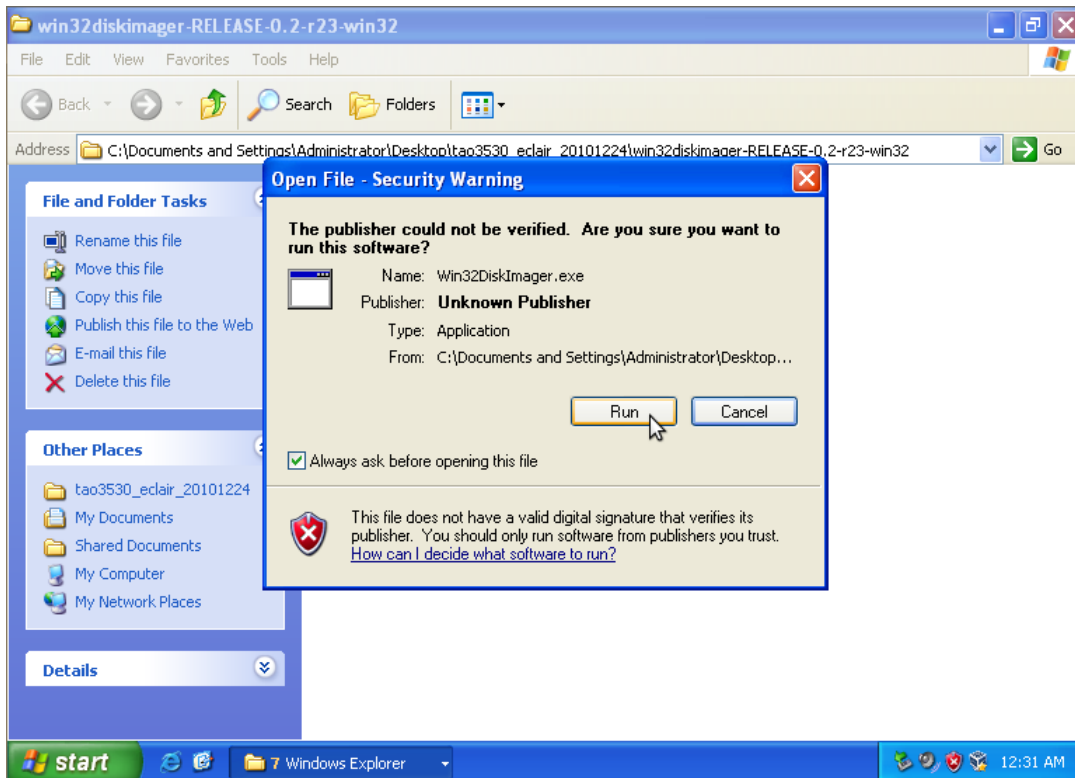 win32diskimager-RELEASE-0.2-r23-win32
File Edit View Favorites Tools Help
Back Search Folders
Address C:\Documents and Settings\Administrator\Desktop\tao3530_eclair_20101224\win32diskimager-RELEASE-0.2-r23-win32 Go
File and Folder Tasks
Rename this file
Move this file
Copy this file
Publish this file to the Web
E-mail this file
Delete this file
Other Places
tao3530_eclair_20101224
My Documents
Shared Documents
My Computer
My Network Places
Details
Open File - Security Warning
The publisher could not be verified. Are you sure you want to
run this software?
Name: Win32DiskImager.exe
Publisher: Unknown Publisher
Type: Application
From: C:\Documents and Settings\Administrator\Desktop...
Run Cancel
Always ask before opening this file
This file does not have a valid digital signature that verifies its
publisher. You should only run software from publishers you trust.
How can I decide what software to run?
start 7 Windows Explorer 12:31 AM